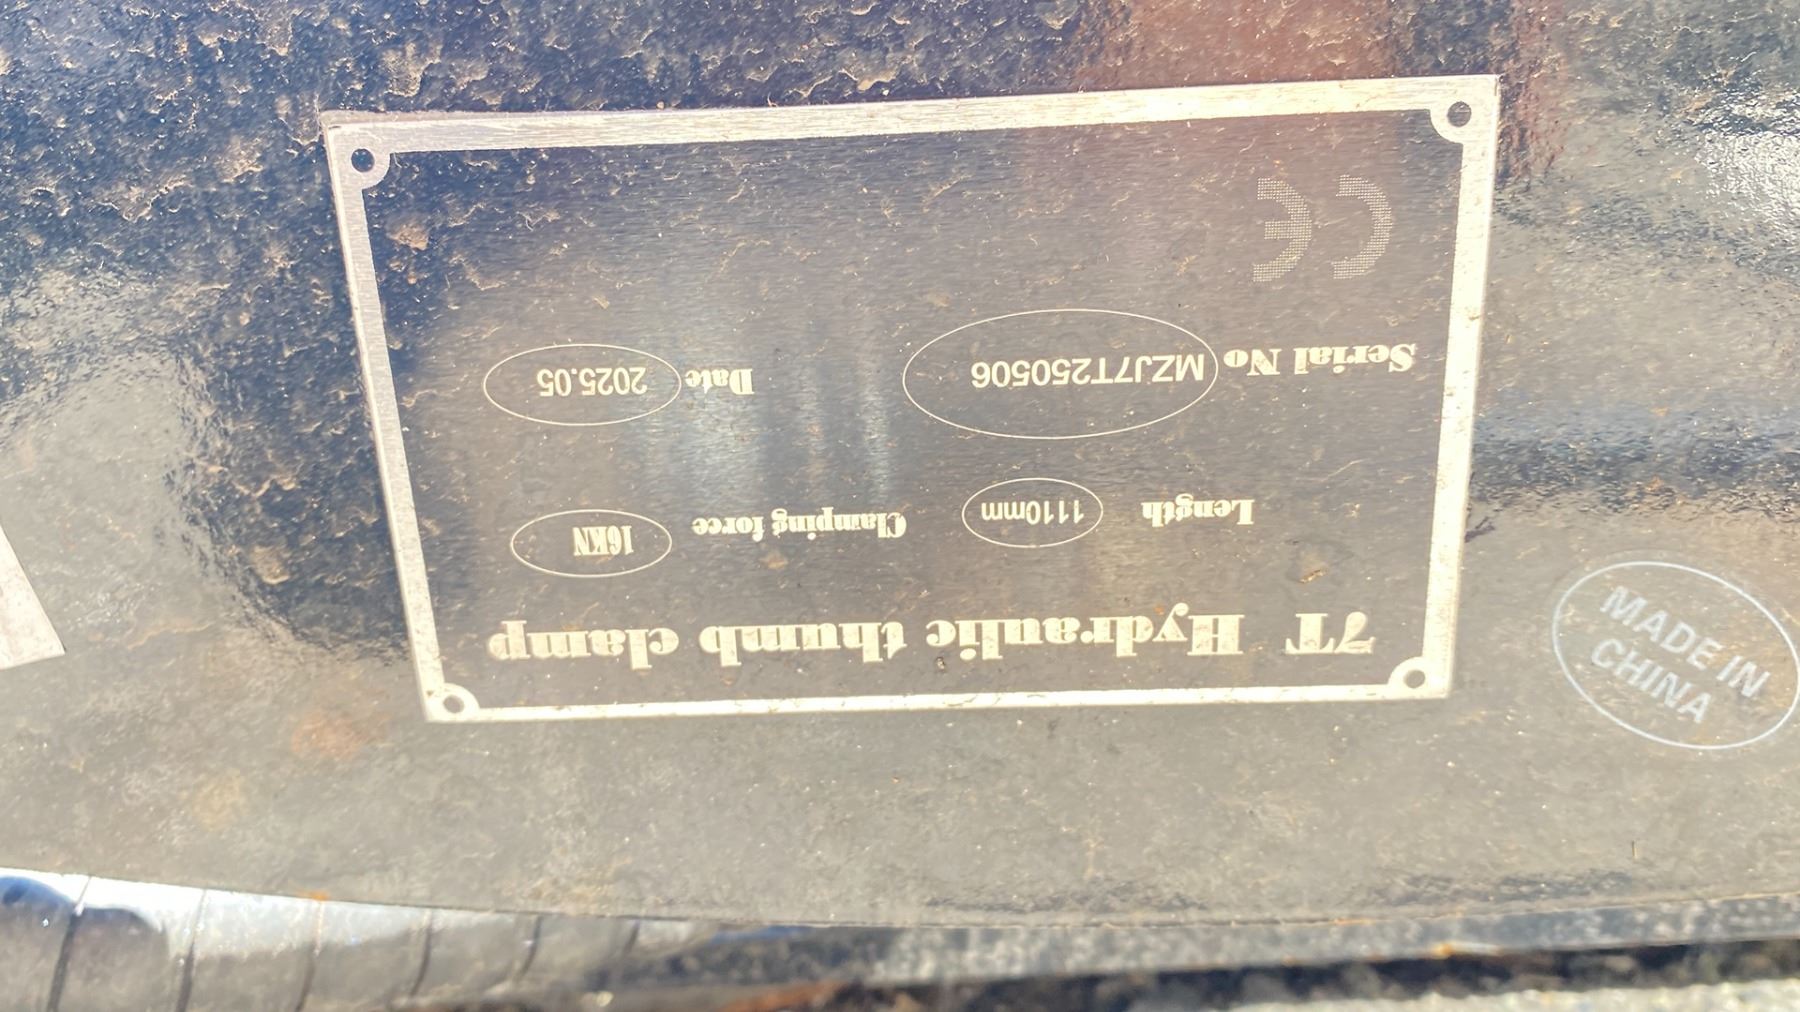 7T Hydraulic thumb clamp
Length 1110mm Clamping force 16KN
Serial No MZJ7T250506 Date 2025.05
CE
MADE IN
CHINA